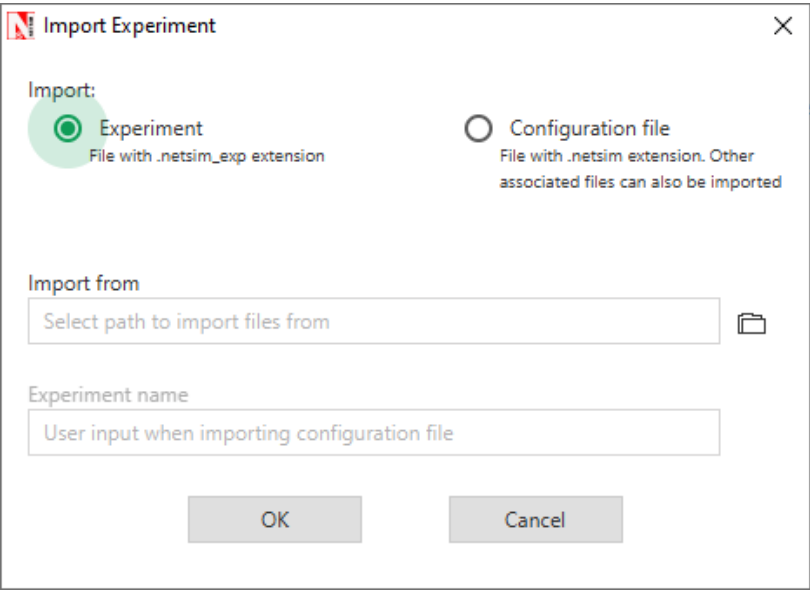 Import Experiment
Import:
Experiment
File with .netsim_exp extension
Configuration file
File with .netsim extension. Other
associated files can also be imported
Import from
Select path to import files from
Experiment name
User input when importing configuration file
OK
Cancel